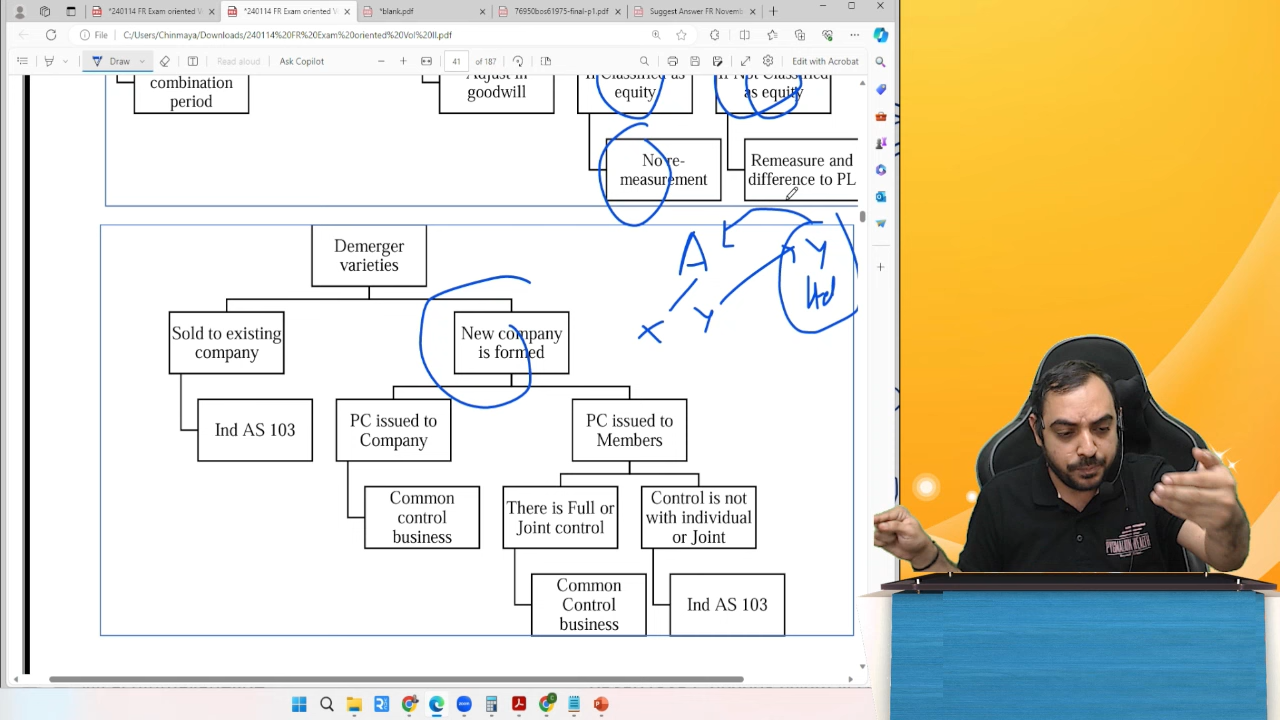 *240114 FR Exam oriented V
*240114 FR Exam oriented V
*blank.pdf
76950bos61975-final-p1.pdf
Suggest Answer FR Novemb
File
C:/Users/Chinmaya/Downloads/240114%20FR%20Exam%20oriented%20Vol%20II.pdf
Draw
Read aloud
Ask Copilot
41 of 187
Edit with Acrobat
combination
period
Adjust in
goodwill
If Classified as
equity
If Not Classified
as equity
No re-
measurement
Remeasure and
difference to PL
A
X
Y
Y
ltd
Demerger
varieties
Sold to existing
company
New company
is formed
Ind AS 103
PC issued to
Company
PC issued to
Members
Common
control
business
There is Full or
Joint control
Control is not
with individual
or Joint
Common
Control
business
Ind AS 103